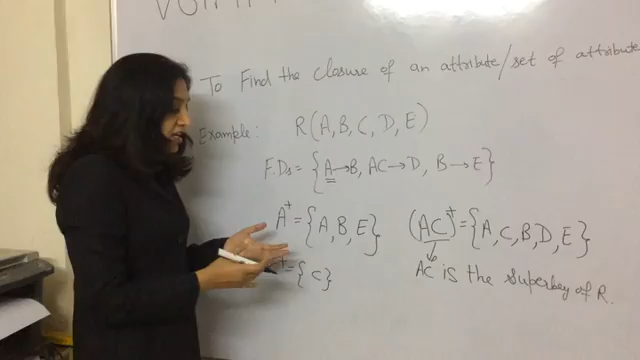 To Find the closure of an attribute/set of attribute
Example: R(A,B,C,D,E)
F.Ds = {A→B, AC→D, B→E}
A⁺ = {A,B,E} (AC)⁺ = {A,C,B,D,E}
⁺ = {C} AC is the superkey of R.